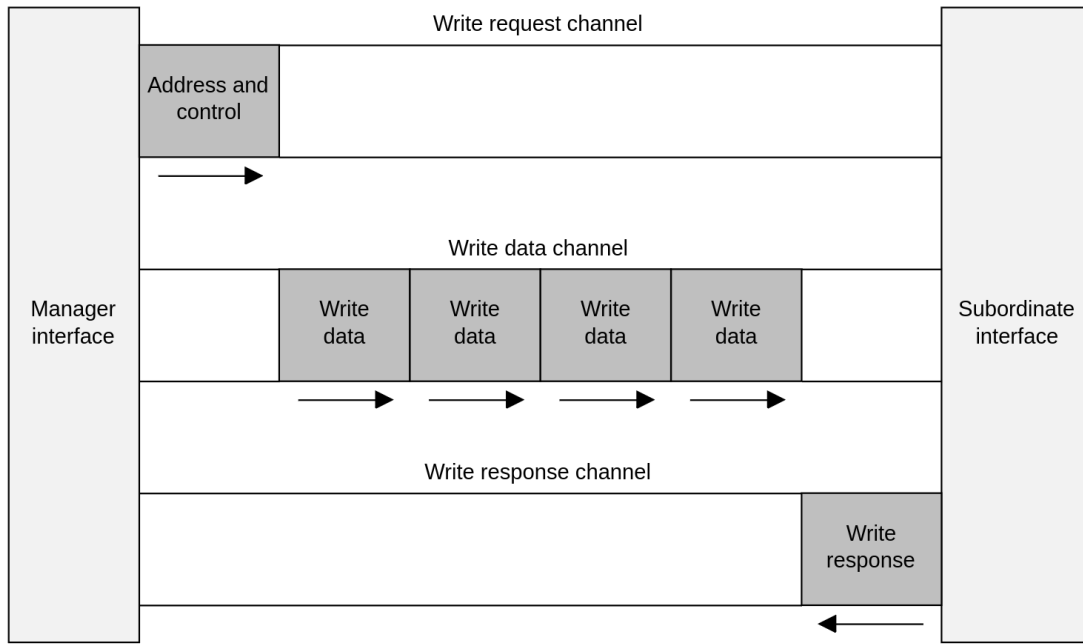 Write request channel
Address and
control
Write data channel
Manager
interface
Write
data
Write
data
Write
data
Write
data
Subordinate
interface
Write response channel
Write
response